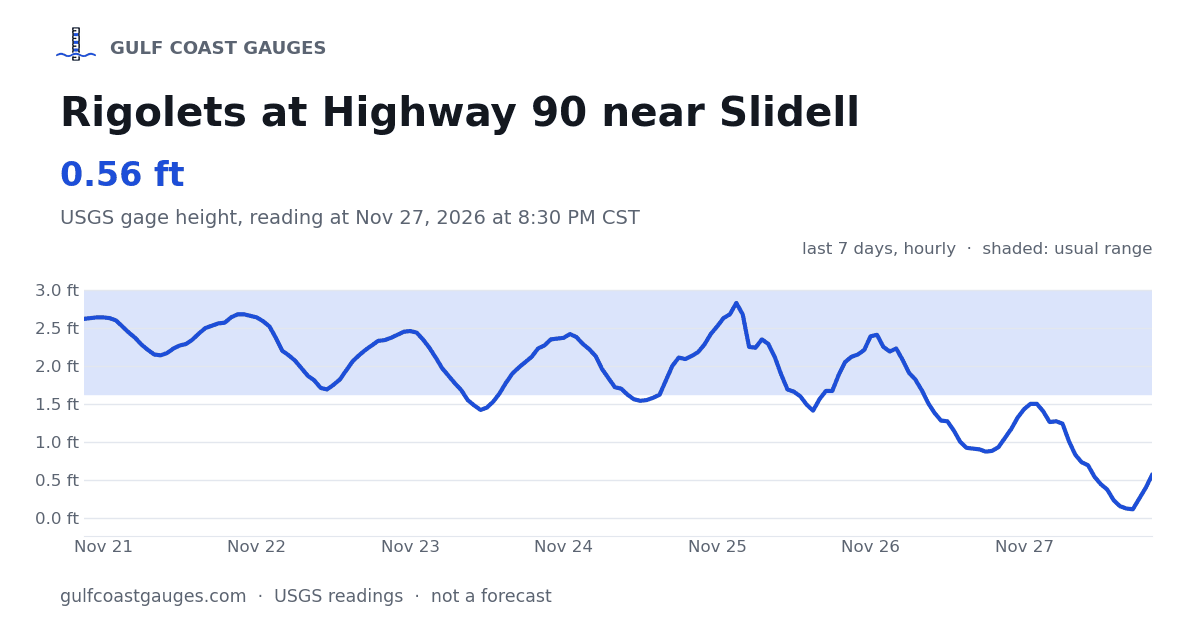 GULF COAST GAUGES
Rigolets at Highway 90 near Slidell
0.56 ft
USGS gage height, reading at Nov 27, 2026 at 8:30 PM CST
last 7 days, hourly · shaded: usual range
3.0 ft
2.5 ft
2.0 ft
1.5 ft
1.0 ft
0.5 ft
0.0 ft
Nov 21 Nov 22 Nov 23 Nov 24 Nov 25 Nov 26 Nov 27
gulfcoastgauges.com · USGS readings · not a forecast